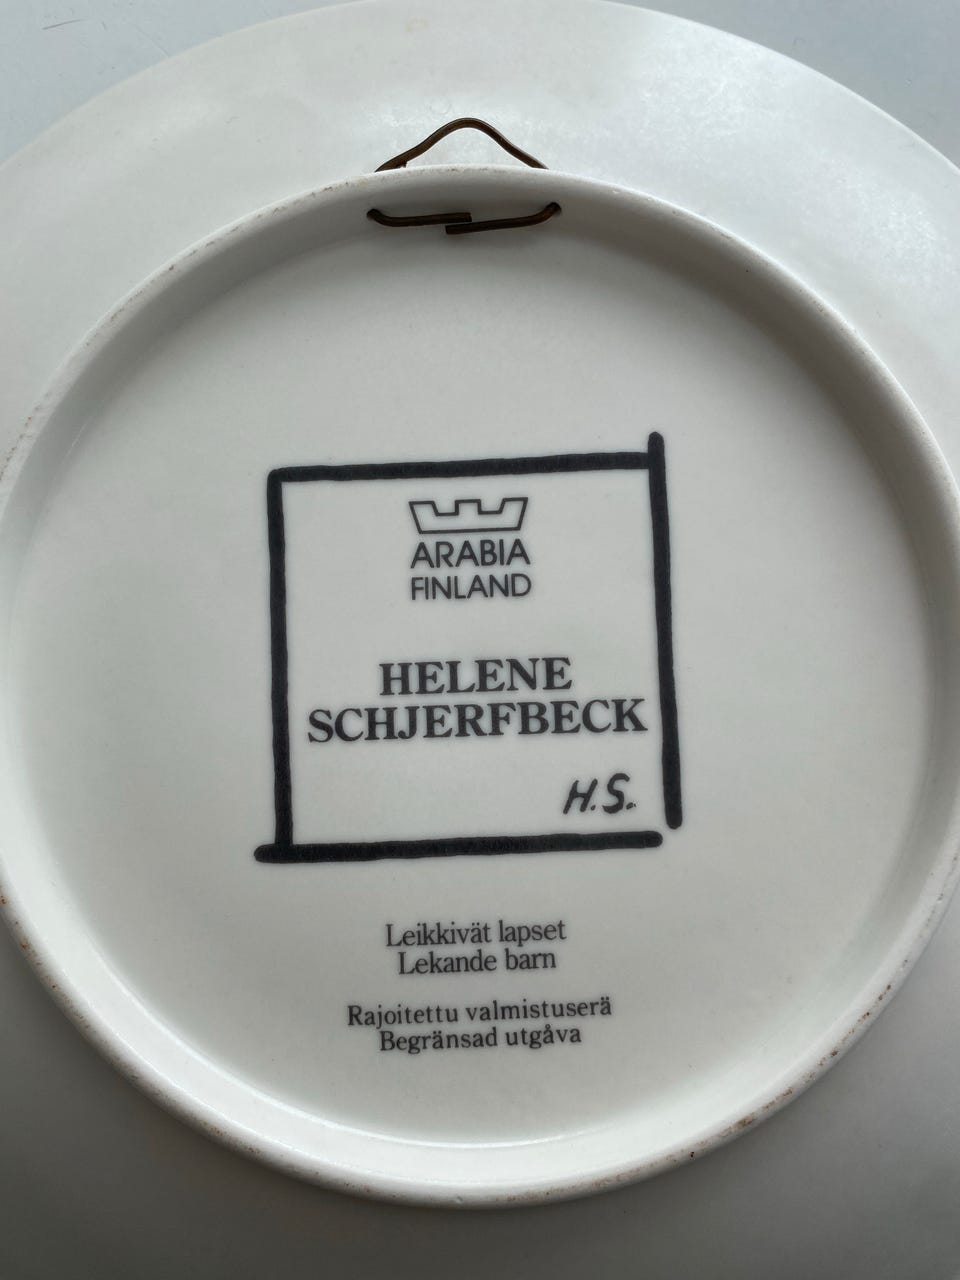 ARABIA
FINLAND
HELENE
SCHJERFBECK
H.S.
Leikkivät lapset
Lekande barn
Rajoitettu valmistuserä
Begränsad utgåva